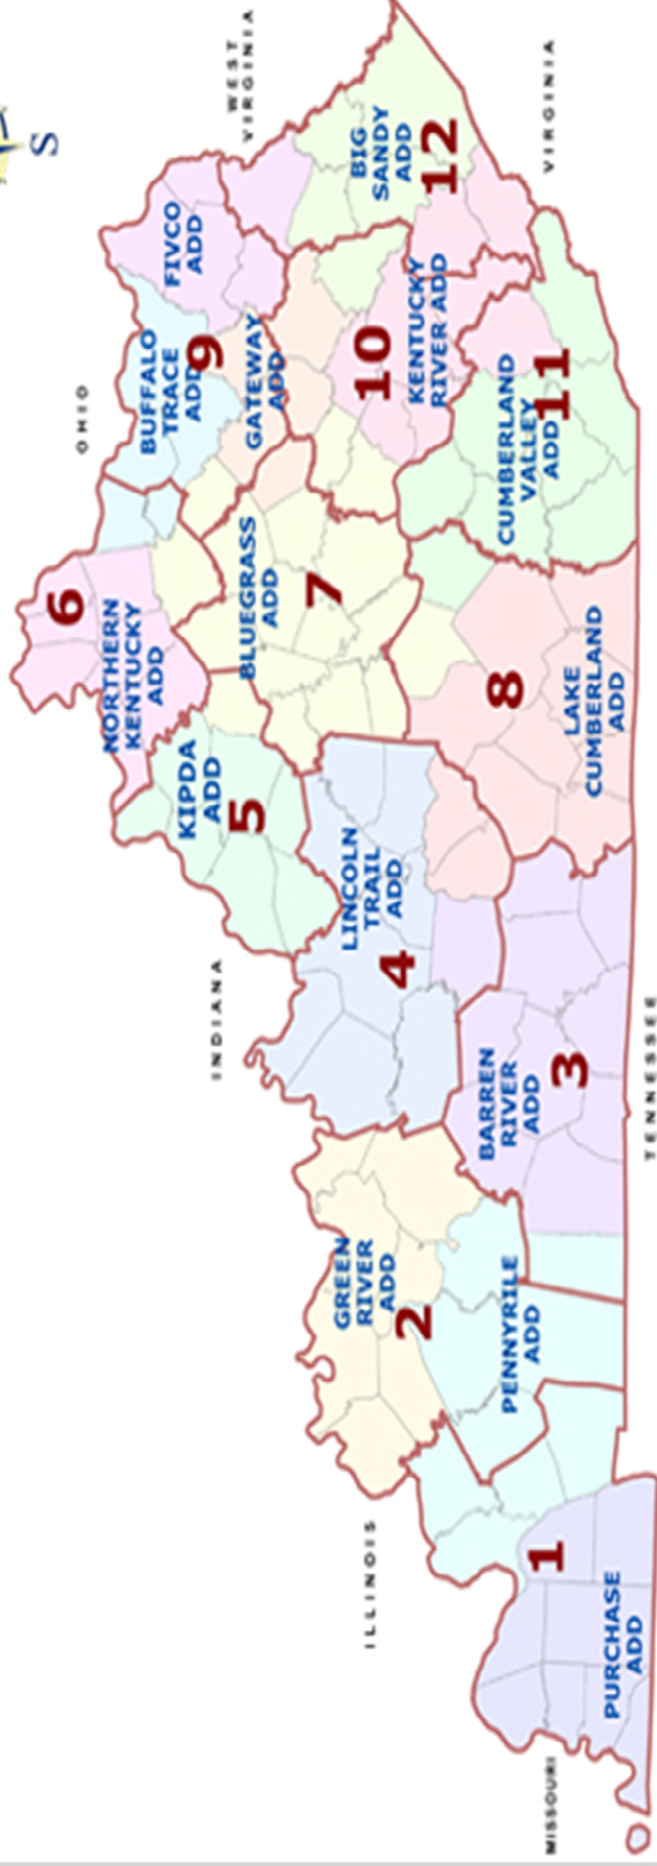 S
WEST
VIRGINIA
OHIO
VIRGINIA
INDIANA
ILLINOIS
MISSOURI
TENNESSEE
FIVCO
ADD
BIG
SANDY
ADD
12
BUFFALO
TRACE
ADD
9
GATEWAY
ADD
10
KENTUCKY
RIVER ADD
CUMBERLAND
VALLEY
ADD
11
6
NORTHERN
KENTUCKY
ADD
BLUEGRASS
ADD
7
8
LAKE
CUMBERLAND
ADD
KIPDA
ADD
5
LINCOLN
TRAIL
ADD
4
BARREN
RIVER
ADD
3
GREEN
RIVER
ADD
2
PENNYRILE
ADD
1
PURCHASE
ADD